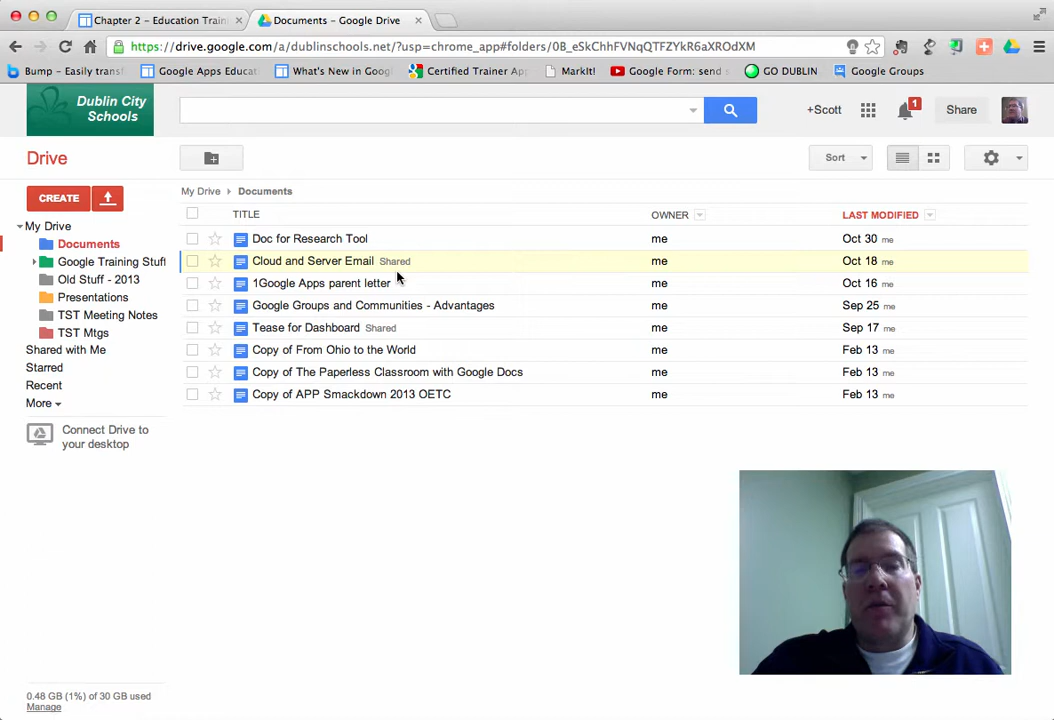 Chapter 2 – Education Train
Documents – Google Drive
https://drive.google.com/a/dublinschools.net/?usp=chrome_app#folders/0B_eSkChhFVNqQTFZYkR6aXROdXM
Bump - Easily transf
Google Apps Educat
What's New in Goog
Certified Trainer App
MarkIt!
Google Form: send s
GO DUBLIN
Google Groups
Dublin City
Schools
+Scott
1
Share
Drive
Sort
CREATE
My Drive
Documents
Google Training Stuff
Old Stuff - 2013
Presentations
TST Meeting Notes
TST Mtgs
Shared with Me
Starred
Recent
More
Connect Drive to
your desktop
0.48 GB (1%) of 30 GB used
Manage
My Drive Documents
TITLE OWNER LAST MODIFIED
Doc for Research Tool me Oct 30 me
Cloud and Server Email Shared me Oct 18 me
1Google Apps parent letter me Oct 16 me
Google Groups and Communities - Advantages me Sep 25 me
Tease for Dashboard Shared me Sep 17 me
Copy of From Ohio to the World me Feb 13 me
Copy of The Paperless Classroom with Google Docs me Feb 13 me
Copy of APP Smackdown 2013 OETC me Feb 13 me